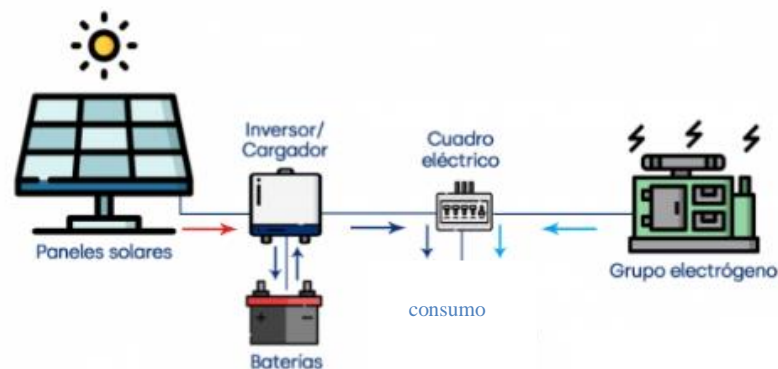 Inversor/
Cargador
Cuadro
eléctrico
Paneles solares
Grupo electrógeno
consumo
Baterías